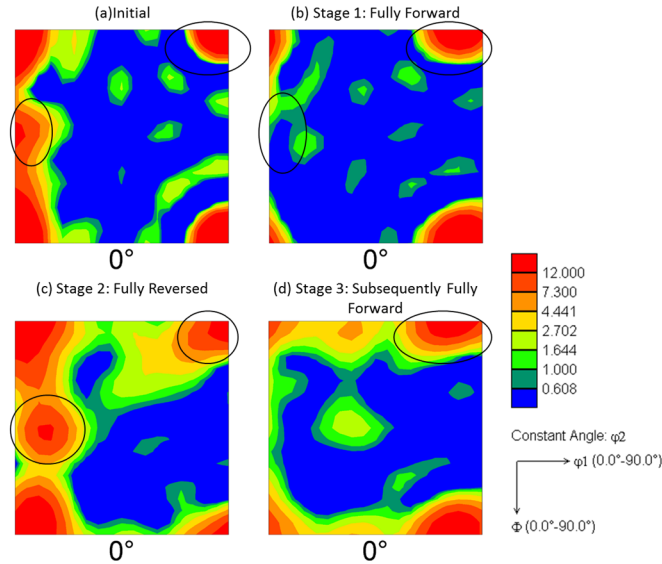 (a)Initial
(b) Stage 1: Fully Forward
0°
0°
(c) Stage 2: Fully Reversed
(d) Stage 3: Subsequently Fully
Forward
0°
0°
12.000
7.300
4.441
2.702
1.644
1.000
0.608
Constant Angle: φ2
φ1 (0.0°-90.0°)
Φ (0.0°-90.0°)